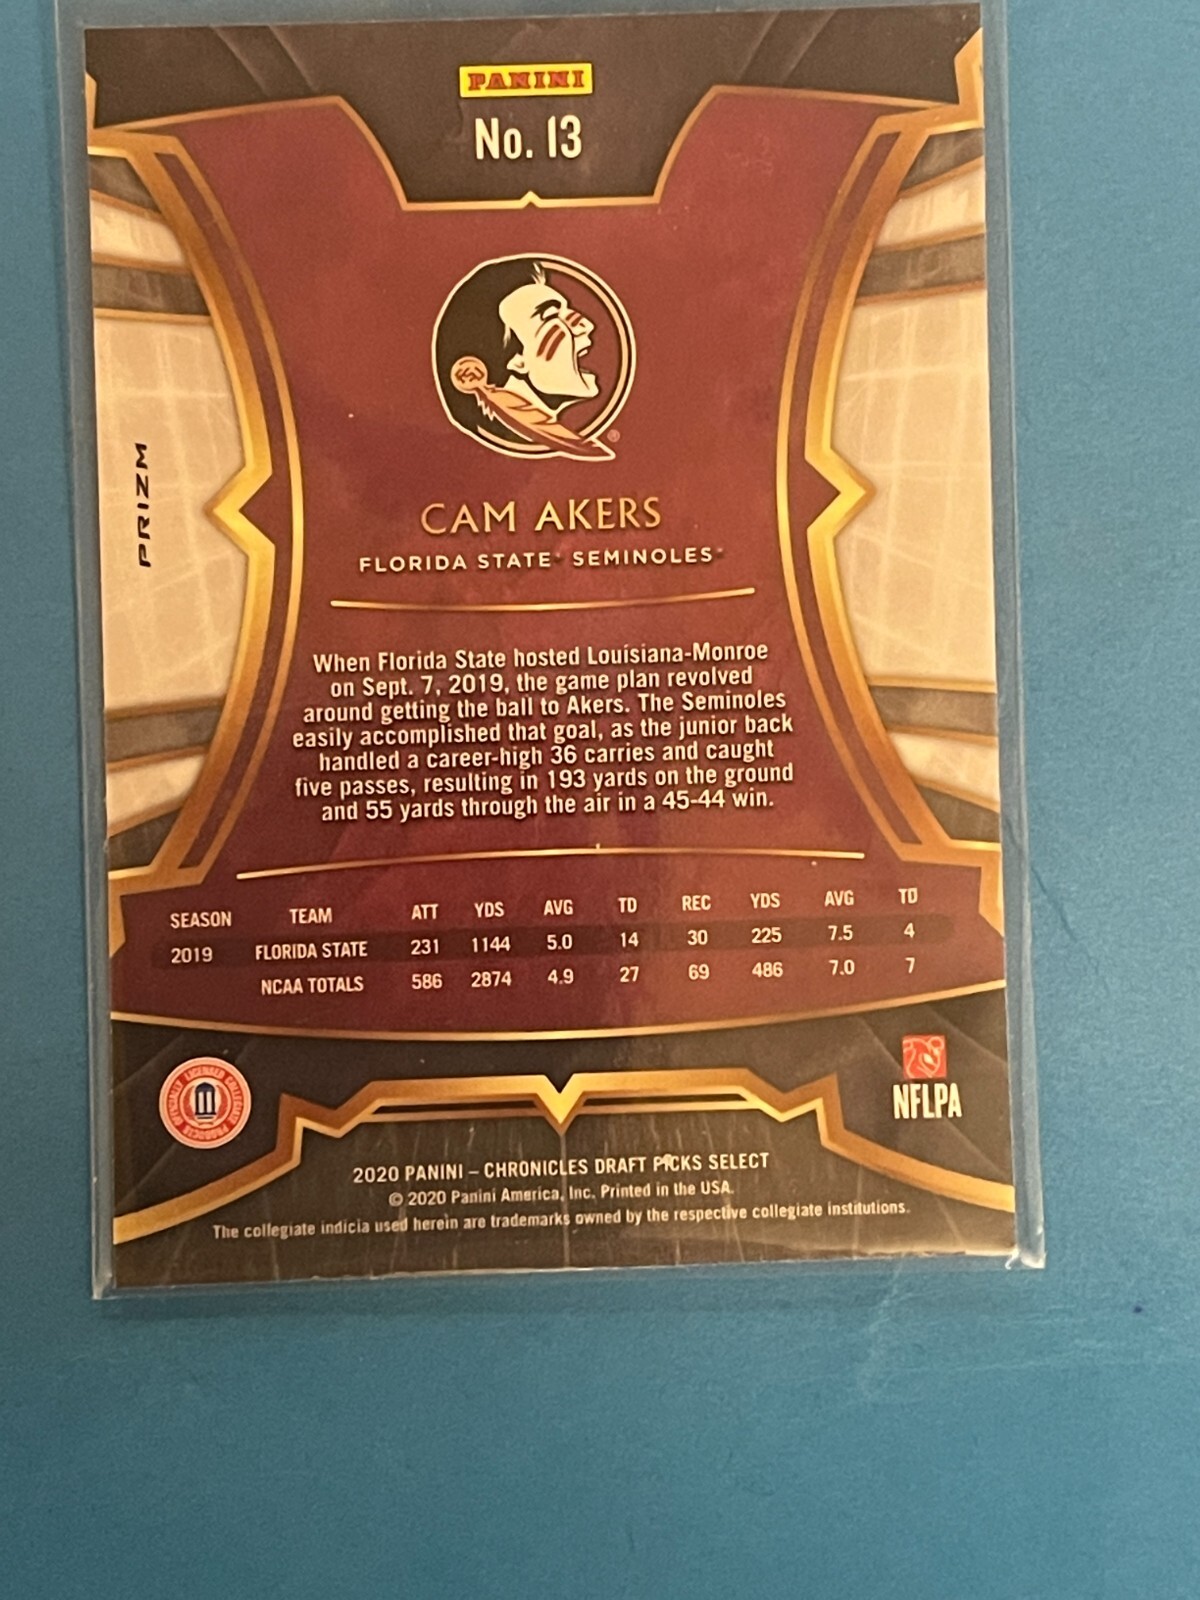 PANINI
No. 13
FSU
®
PRIZM
CAM AKERS
FLORIDA STATE® SEMINOLES™
When Florida State hosted Louisiana-Monroe
on Sept. 7, 2019, the game plan revolved
around getting the ball to Akers. The Seminoles
easily accomplished that goal, as the junior back
handled a career-high 36 carries and caught
five passes, resulting in 193 yards on the ground
and 55 yards through the air in a 45-44 win.
SEASON TEAM ATT YDS AVG TD REC YDS AVG TD
2019 FLORIDA STATE 231 1144 5.0 14 30 225 7.5 4
NCAA TOTALS 586 2874 4.9 27 69 486 7.0 7
OFFICIALLY LICENSED COLLEGIATE PRODUCTS
NFLPA
2020 PANINI – CHRONICLES DRAFT PICKS SELECT
© 2020 Panini America, Inc. Printed in the USA.
The collegiate indicia used herein are trademarks owned by the respective collegiate institutions.